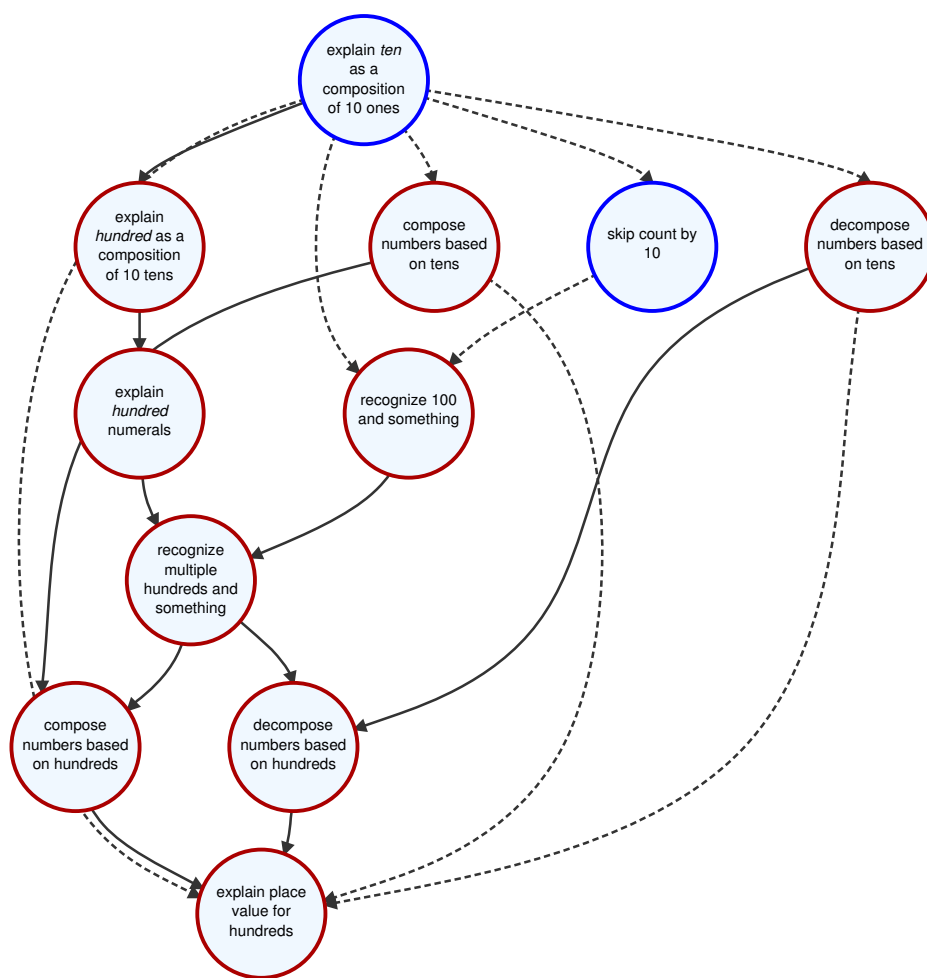 explain ten
as a
composition
of 10 ones
explain
hundred as a
composition
of 10 tens
compose
numbers based
on tens
skip count by
10
decompose
numbers based
on tens
explain
hundred
numerals
recognize 100
and something
recognize
multiple
hundreds and
something
compose
numbers based
on hundreds
decompose
numbers based
on hundreds
explain place
value for
hundreds